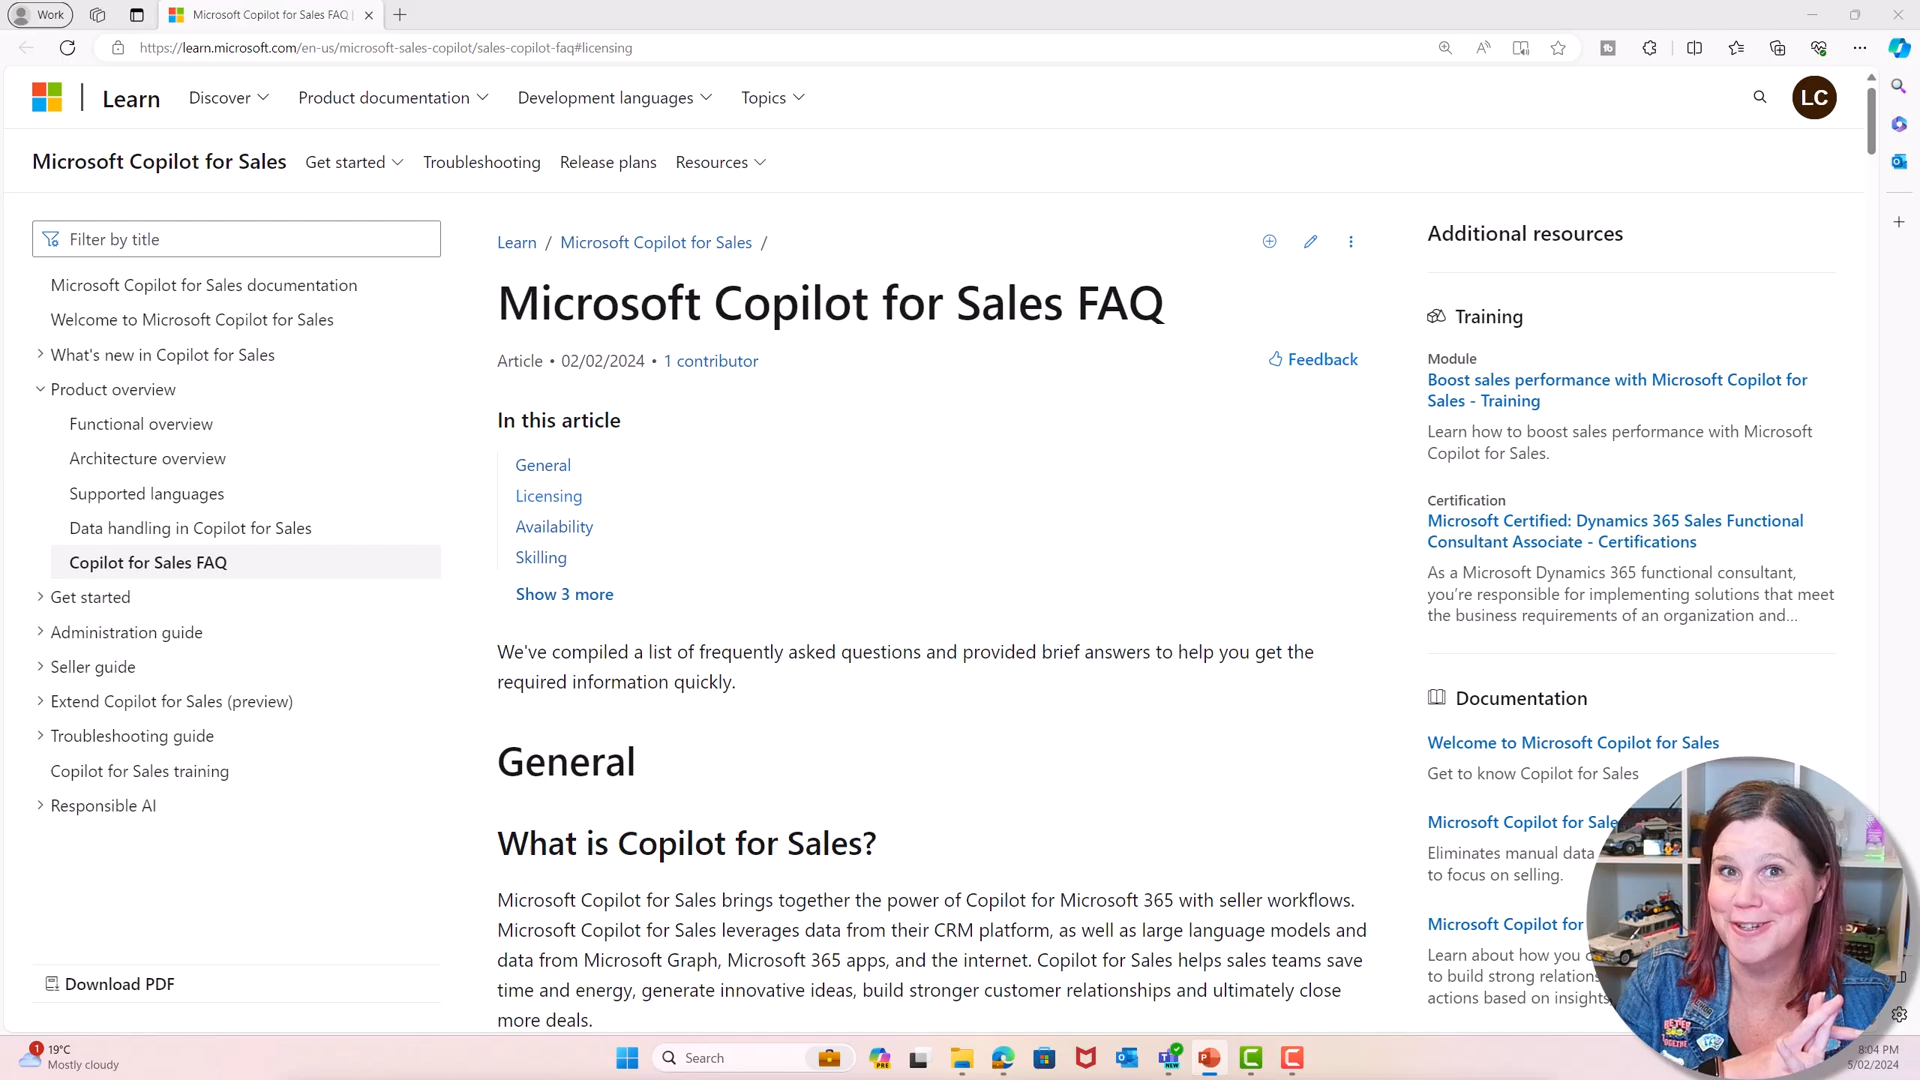 Work
Microsoft Copilot for Sales FAQ |
https://learn.microsoft.com/en-us/microsoft-sales-copilot/sales-copilot-faq#licensing
Learn
Discover
Product documentation
Development languages
Topics
LC
Microsoft Copilot for Sales
Get started
Troubleshooting
Release plans
Resources
Filter by title
Microsoft Copilot for Sales documentation
Welcome to Microsoft Copilot for Sales
What's new in Copilot for Sales
Product overview
Functional overview
Architecture overview
Supported languages
Data handling in Copilot for Sales
Copilot for Sales FAQ
Get started
Administration guide
Seller guide
Extend Copilot for Sales (preview)
Troubleshooting guide
Copilot for Sales training
Responsible AI
Download PDF
Learn / Microsoft Copilot for Sales /
Microsoft Copilot for Sales FAQ
Article • 02/02/2024 • 1 contributor
Feedback
In this article
General
Licensing
Availability
Skilling
Show 3 more
We've compiled a list of frequently asked questions and provided brief answers to help you get the
required information quickly.
General
What is Copilot for Sales?
Microsoft Copilot for Sales brings together the power of Copilot for Microsoft 365 with seller workflows.
Microsoft Copilot for Sales leverages data from their CRM platform, as well as large language models and
data from Microsoft Graph, Microsoft 365 apps, and the internet. Copilot for Sales helps sales teams save
time and energy, generate innovative ideas, build stronger customer relationships and ultimately close
more deals.
Additional resources
Training
Module
Boost sales performance with Microsoft Copilot for
Sales - Training
Learn how to boost sales performance with Microsoft
Copilot for Sales.
Certification
Microsoft Certified: Dynamics 365 Sales Functional
Consultant Associate - Certifications
As a Microsoft Dynamics 365 functional consultant,
you're responsible for implementing solutions that meet
the business requirements of an organization and...
Documentation
Welcome to Microsoft Copilot for Sales
Get to know Copilot for Sales
Microsoft Copilot for Sale
Eliminates manual data
to focus on selling.
Microsoft Copilot for
Learn about how you c
to build strong relation
actions based on insights
1
19°C
Mostly cloudy
Search
PRE
NEW
8:04 PM
5/02/2024